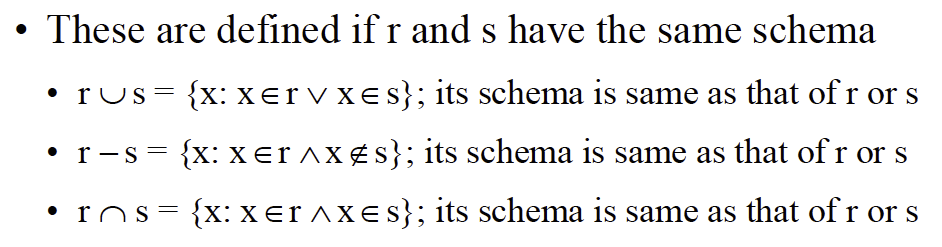 • These are defined if r and s have the same schema
• r ∪ s = {x: x ∈ r ∨ x ∈ s}; its schema is same as that of r or s
• r − s = {x: x ∈ r ∧ x ∉ s}; its schema is same as that of r or s
• r ∩ s = {x: x ∈ r ∧ x ∈ s}; its schema is same as that of r or s